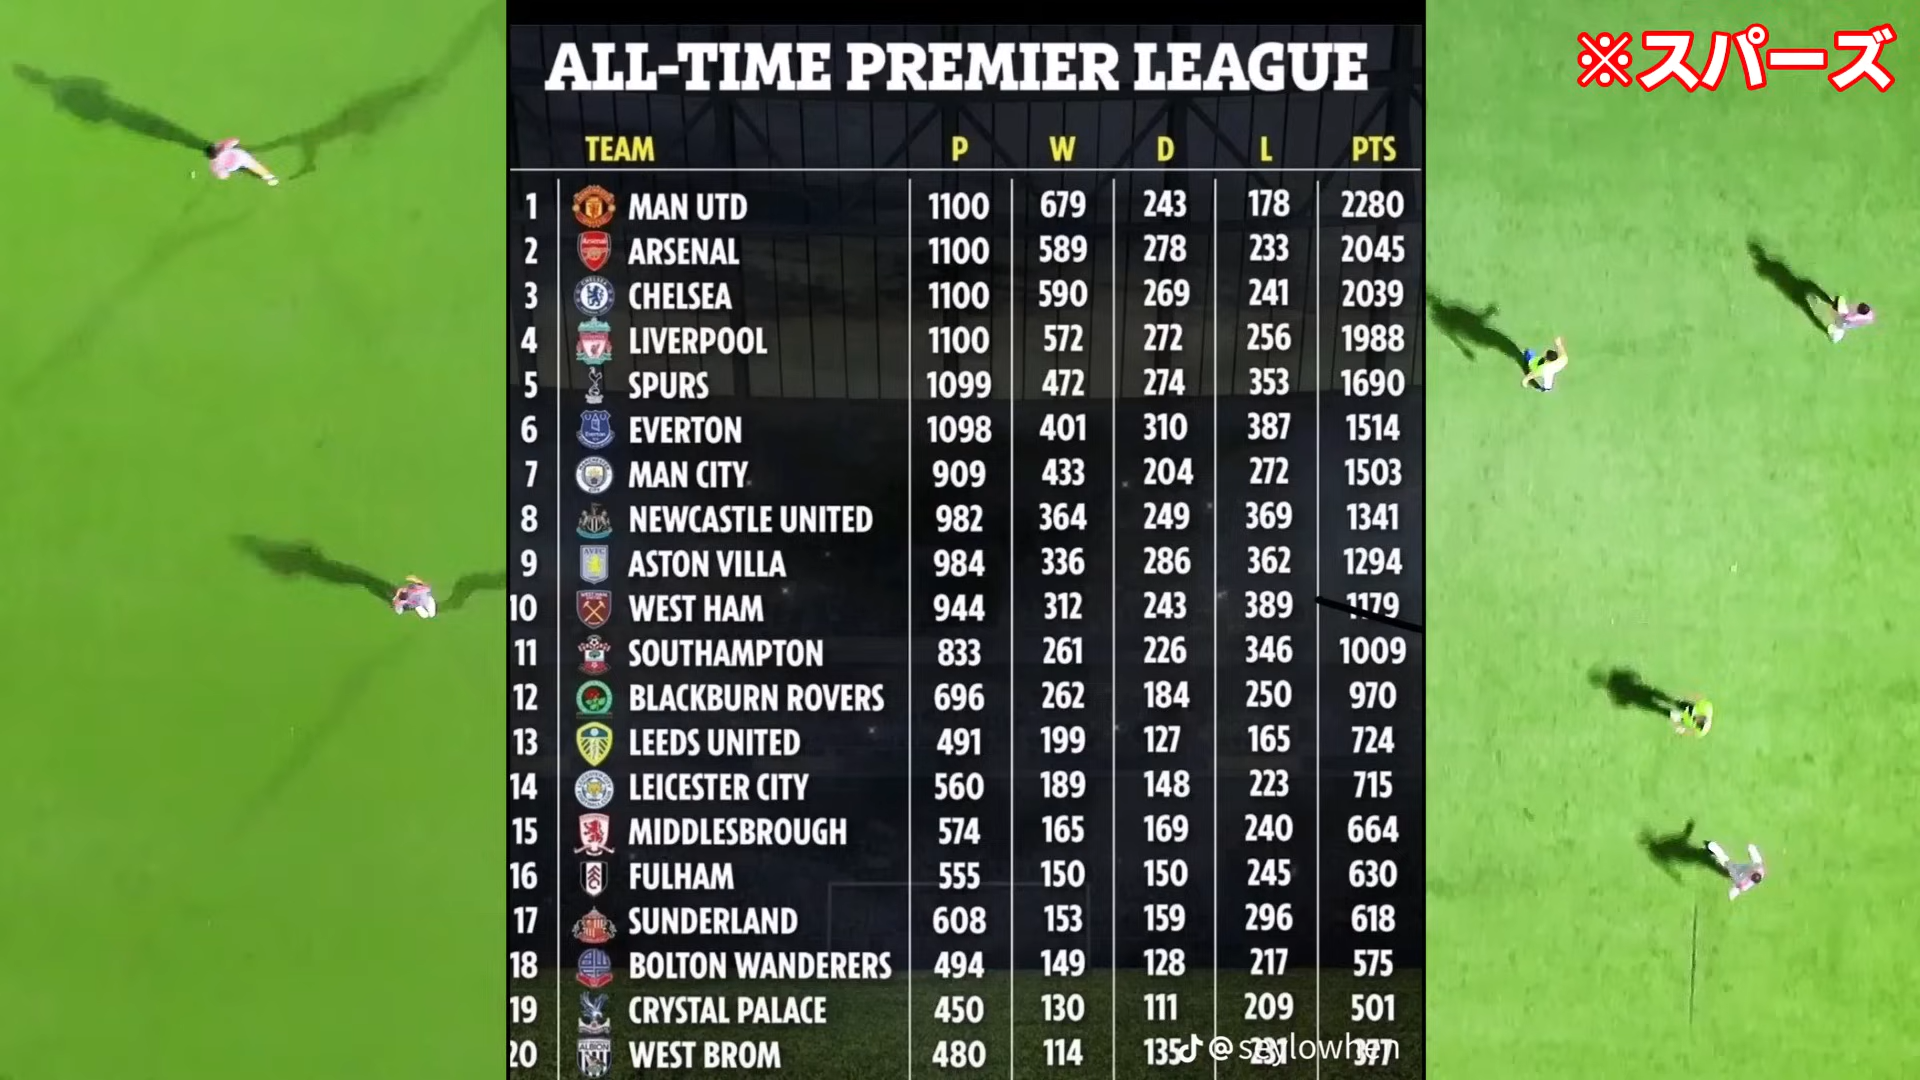 ※スパーズ
ALL-TIME PREMIER LEAGUE
TEAM P W D L PTS
1 MAN UTD 1100 679 243 178 2280
2 ARSENAL 1100 589 278 233 2045
3 CHELSEA 1100 590 269 241 2039
4 LIVERPOOL 1100 572 272 256 1988
5 SPURS 1099 472 274 353 1690
6 EVERTON 1098 401 310 387 1514
7 MAN CITY 909 433 204 272 1503
8 NEWCASTLE UNITED 982 364 249 369 1341
9 ASTON VILLA 984 336 286 362 1294
10 WEST HAM 944 312 243 389 1179
11 SOUTHAMPTON 833 261 226 346 1009
12 BLACKBURN ROVERS 696 262 184 250 970
13 LEEDS UNITED 491 199 127 165 724
14 LEICESTER CITY 560 189 148 223 715
15 MIDDLESBROUGH 574 165 169 240 664
16 FULHAM 555 150 150 245 630
17 SUNDERLAND 608 153 159 296 618
18 BOLTON WANDERERS 494 149 128 217 575
19 CRYSTAL PALACE 450 130 111 209 501
20 WEST BROM 480 114 135
@saylowhen